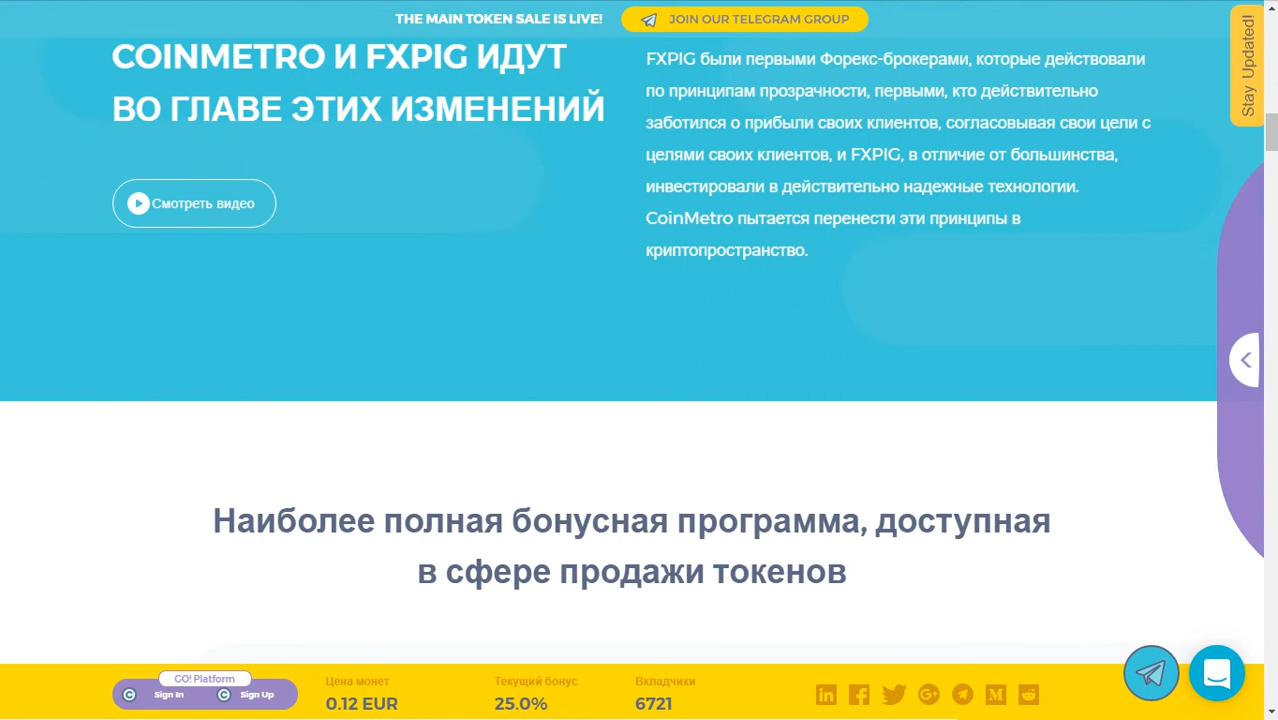 THE MAIN TOKEN SALE IS LIVE!
JOIN OUR TELEGRAM GROUP
Stay Updated!
COINMETRO И FXPIG ИДУТ
ВО ГЛАВЕ ЭТИХ ИЗМЕНЕНИЙ
Смотреть видео
FXPIG были первыми Форекс-брокерами, которые действовали
по принципам прозрачности, первыми, кто действительно
заботился о прибыли своих клиентов, согласовывая свои цели с
целями своих клиентов, и FXPIG, в отличие от большинства,
инвестировали в действительно надежные технологии.
CoinMetro пытается перенести эти принципы в
криптопространство.
Наиболее полная бонусная программа, доступная
в сфере продажи токенов
GO! Platform
Sign In
Sign Up
Цена монет
0.12 EUR
Текущий бонус
25.0%
Вкладчики
6721